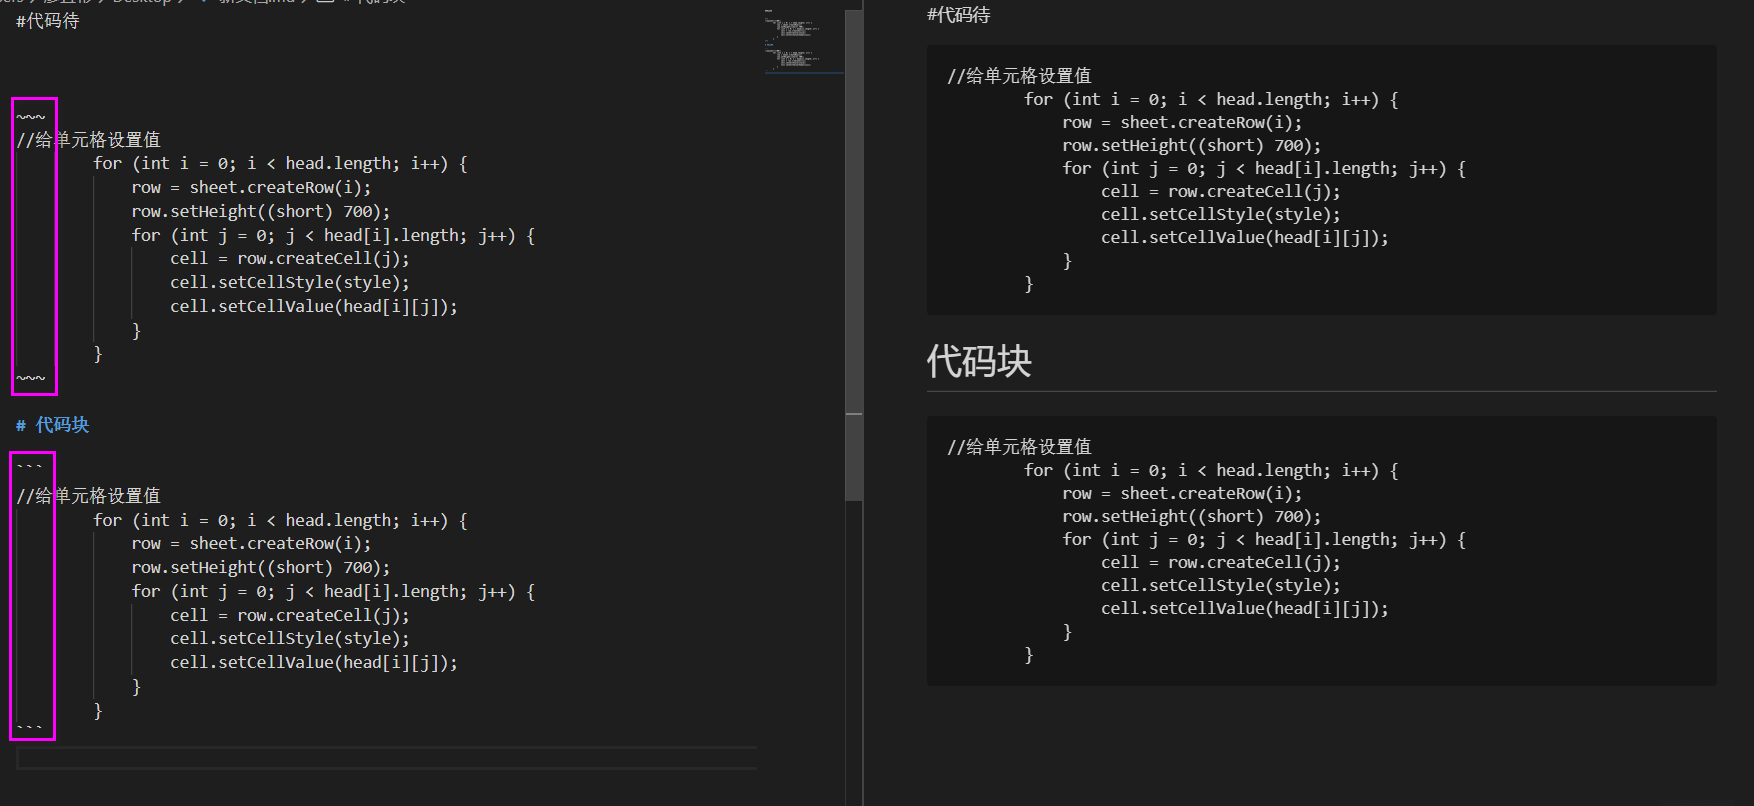 #代码待
~~~
//给单元格设置值
        for (int i = 0; i < head.length; i++) {
            row = sheet.createRow(i);
            row.setHeight((short) 700);
            for (int j = 0; j < head[i].length; j++) {
                cell = row.createCell(j);
                cell.setCellStyle(style);
                cell.setCellValue(head[i][j]);
            }
        }
~~~
# 代码块
```
//给单元格设置值
        for (int i = 0; i < head.length; i++) {
            row = sheet.createRow(i);
            row.setHeight((short) 700);
            for (int j = 0; j < head[i].length; j++) {
                cell = row.createCell(j);
                cell.setCellStyle(style);
                cell.setCellValue(head[i][j]);
            }
        }
```
#代码待
//给单元格设置值
        for (int i = 0; i < head.length; i++) {
            row = sheet.createRow(i);
            row.setHeight((short) 700);
            for (int j = 0; j < head[i].length; j++) {
                cell = row.createCell(j);
                cell.setCellStyle(style);
                cell.setCellValue(head[i][j]);
            }
        }
代码块
//给单元格设置值
        for (int i = 0; i < head.length; i++) {
            row = sheet.createRow(i);
            row.setHeight((short) 700);
            for (int j = 0; j < head[i].length; j++) {
                cell = row.createCell(j);
                cell.setCellStyle(style);
                cell.setCellValue(head[i][j]);
            }
        }